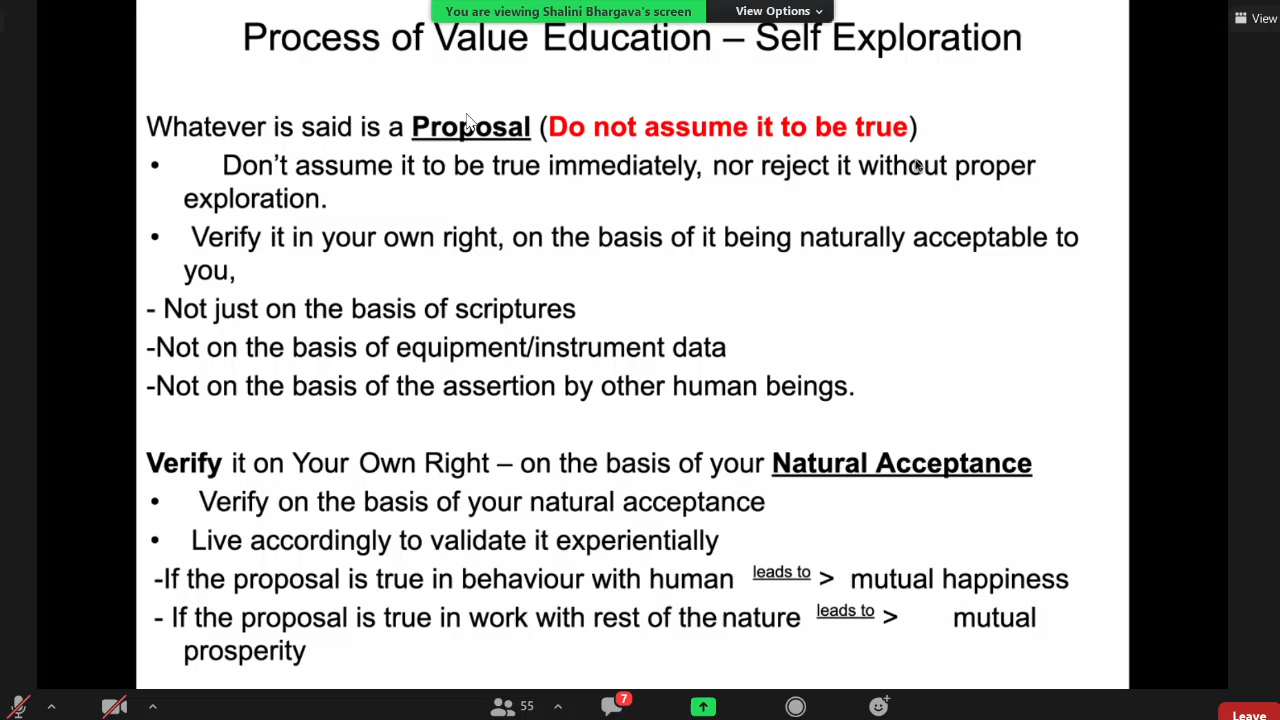 You are viewing Shalini Bhargava's screen
View Options
View
Process of Value Education – Self Exploration
Whatever is said is a Proposal (Do not assume it to be true)
• Don’t assume it to be true immediately, nor reject it without proper
exploration.
• Verify it in your own right, on the basis of it being naturally acceptable to
you,
- Not just on the basis of scriptures
-Not on the basis of equipment/instrument data
-Not on the basis of the assertion by other human beings.
Verify it on Your Own Right – on the basis of your Natural Acceptance
• Verify on the basis of your natural acceptance
• Live accordingly to validate it experientially
-If the proposal is true in behaviour with human leads to > mutual happiness
- If the proposal is true in work with rest of the nature leads to > mutual
prosperity
55
7
Leave